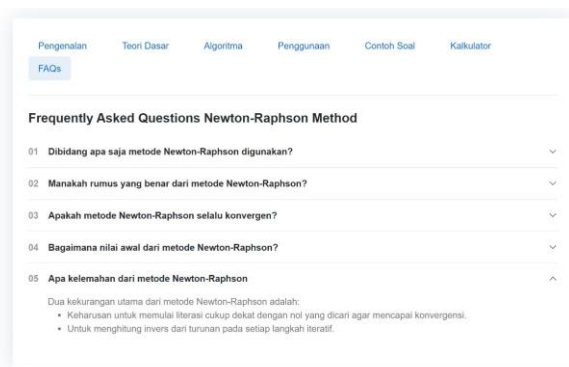 Pengenalan Teori Dasar Algoritma Penggunaan Contoh Soal Kalkulator
FAQs
Frequently Asked Questions Newton-Raphson Method
01 Dibidang apa saja metode Newton-Raphson digunakan?
02 Manakah rumus yang benar dari metode Newton-Raphson?
03 Apakah metode Newton-Raphson selalu konvergen?
04 Bagaimana nilai awal dari metode Newton-Raphson?
05 Apa kelemahan dari metode Newton-Raphson
Dua kekurangan utama dari metode Newton-Raphson adalah:
• Keharusan untuk memulai literasi cukup dekat dengan nol yang dicari agar mencapai konvergensi.
• Untuk menghitung invers dari turunan pada setiap langkah iteratif.